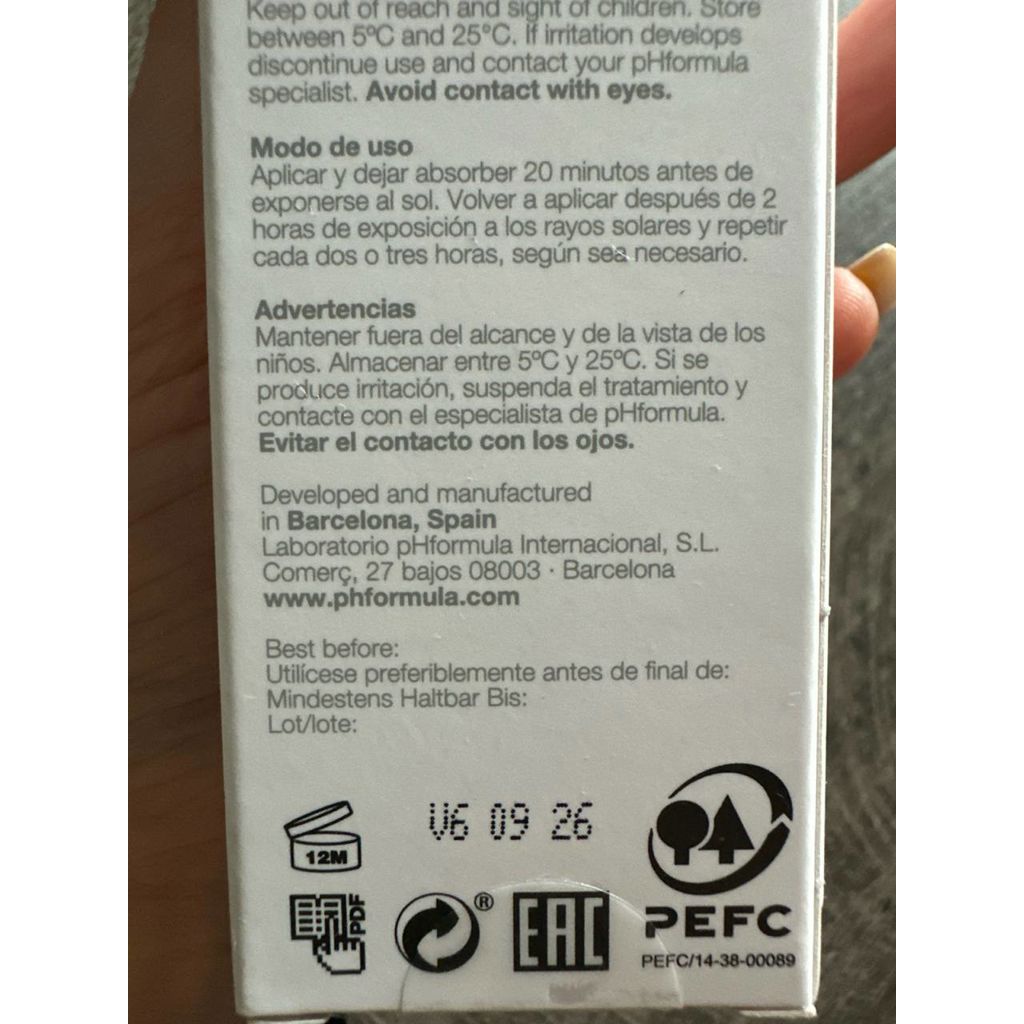 Keep out of reach and sight of children. Store
between 5ºC and 25°C. If irritation develops
discontinue use and contact your pHformula
specialist. Avoid contact with eyes.
Modo de uso
Aplicar y dejar absorber 20 minutos antes de
exponerse al sol. Volver a aplicar después de 2
horas de exposición a los rayos solares y repetir
cada dos o tres horas, según sea necesario.
Advertencias
Mantener fuera del alcance y de la vista de los
niños. Almacenar entre 5ºC y 25ºC. Si se
produce irritación, suspenda el tratamiento y
contacte con el especialista de pHformula.
Evitar el contacto con los ojos.
Developed and manufactured
in Barcelona, Spain
Laboratorio pHformula Internacional, S.L.
Comerç, 27 bajos 08003 · Barcelona
www.phformula.com
Best before:
Utilícese preferiblemente antes de final de:
Mindestens Haltbar Bis:
Lot/lote:
V6 09 26
12M
PDF
®
EAC
PEFC
PEFC/14-38-00089